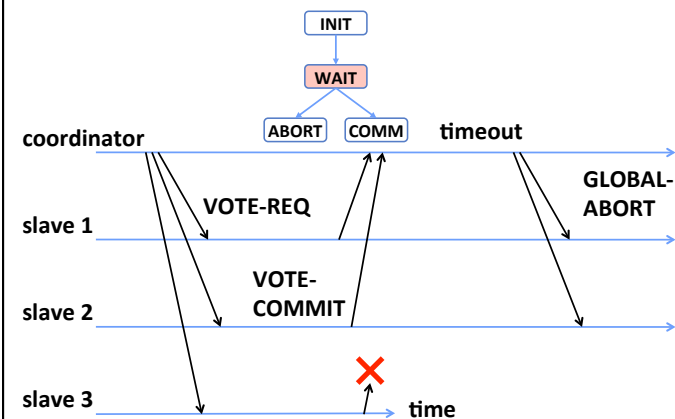 INIT
WAIT
ABORT COMM
coordinator
timeout
GLOBAL-
ABORT
VOTE-REQ
slave 1
VOTE-
COMMIT
slave 2
slave 3
time